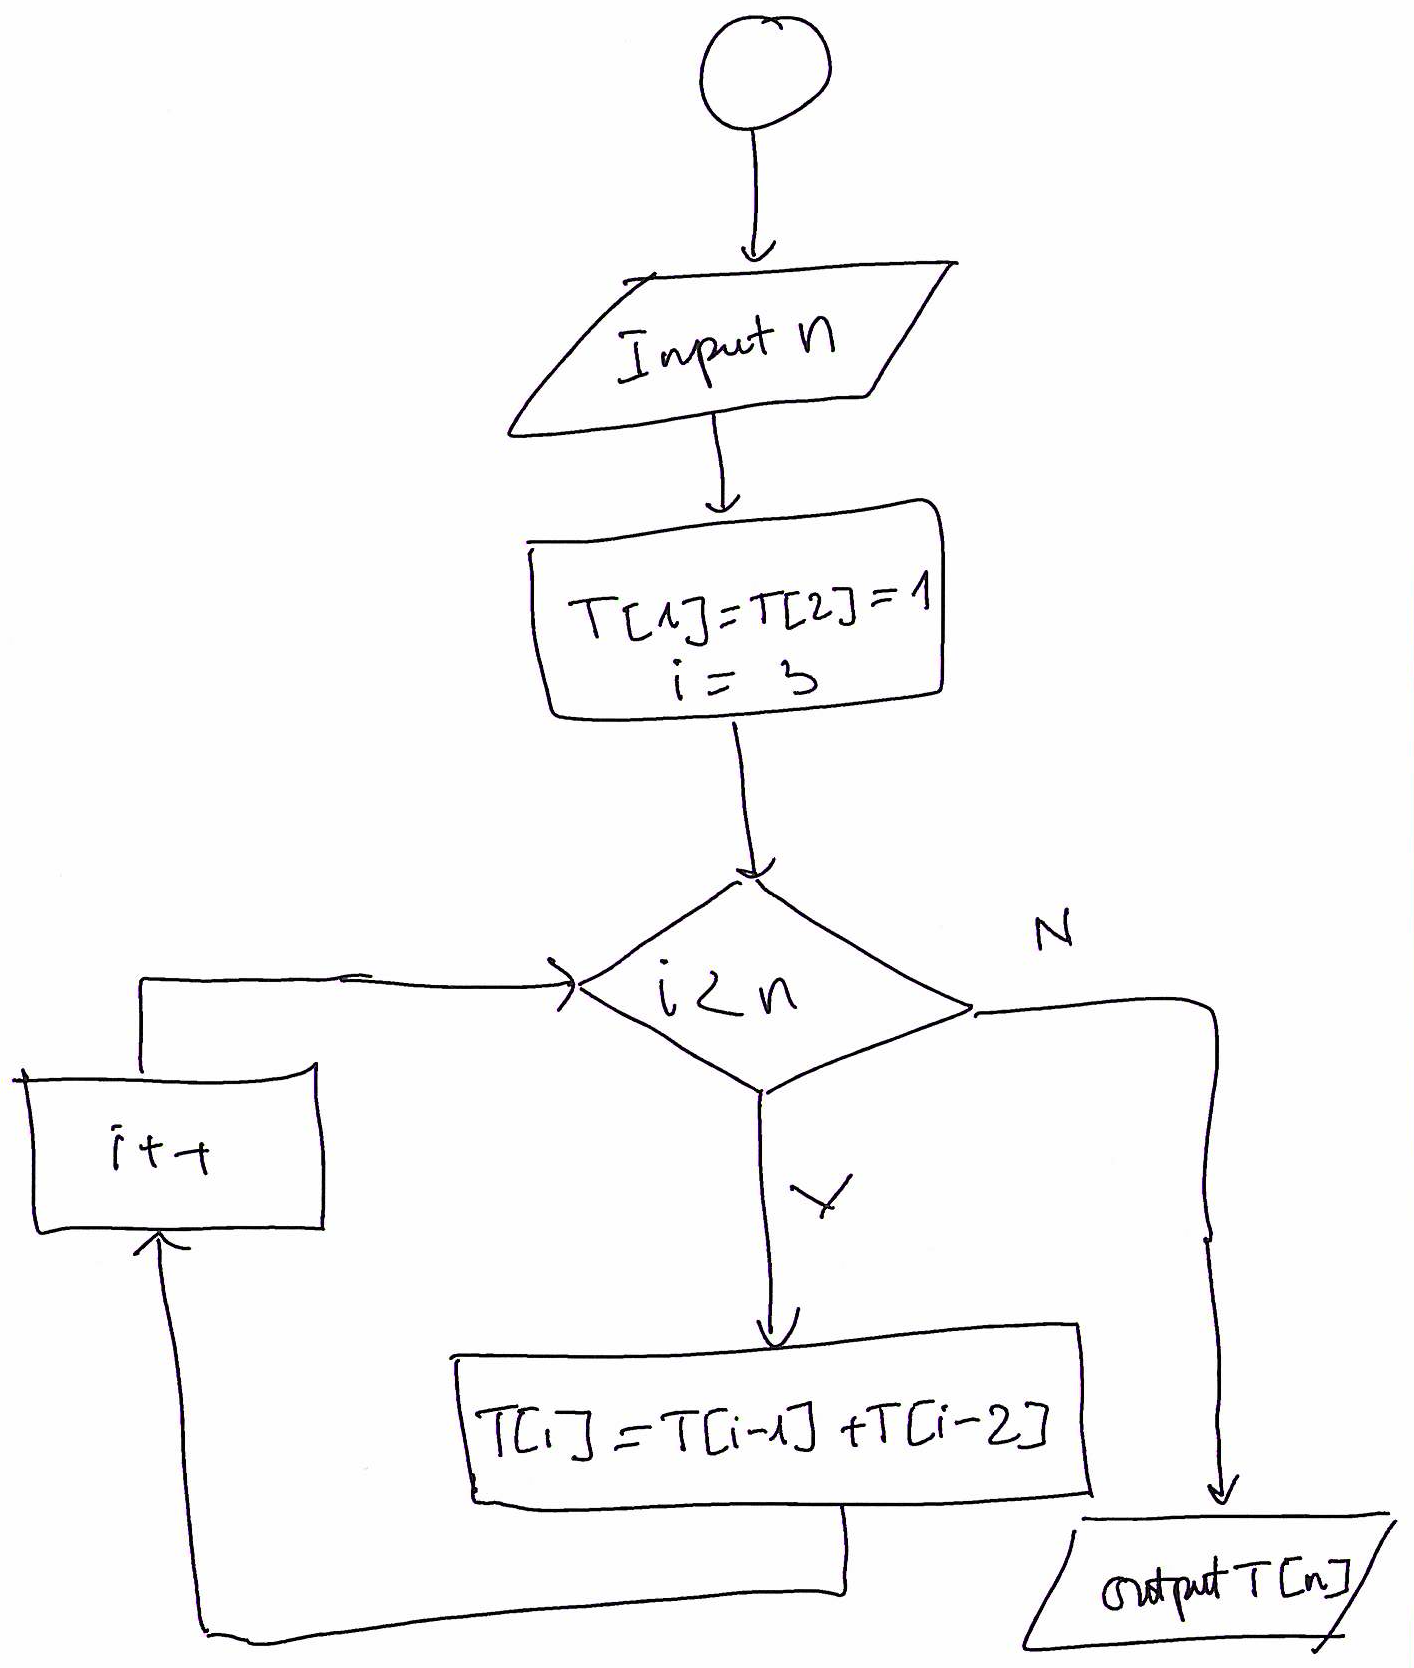 Input n
T[1]=T[2]=1
i = 3
i < n
N
i++
Y
T[i] = T[i-1] + T[i-2]
output T[n]